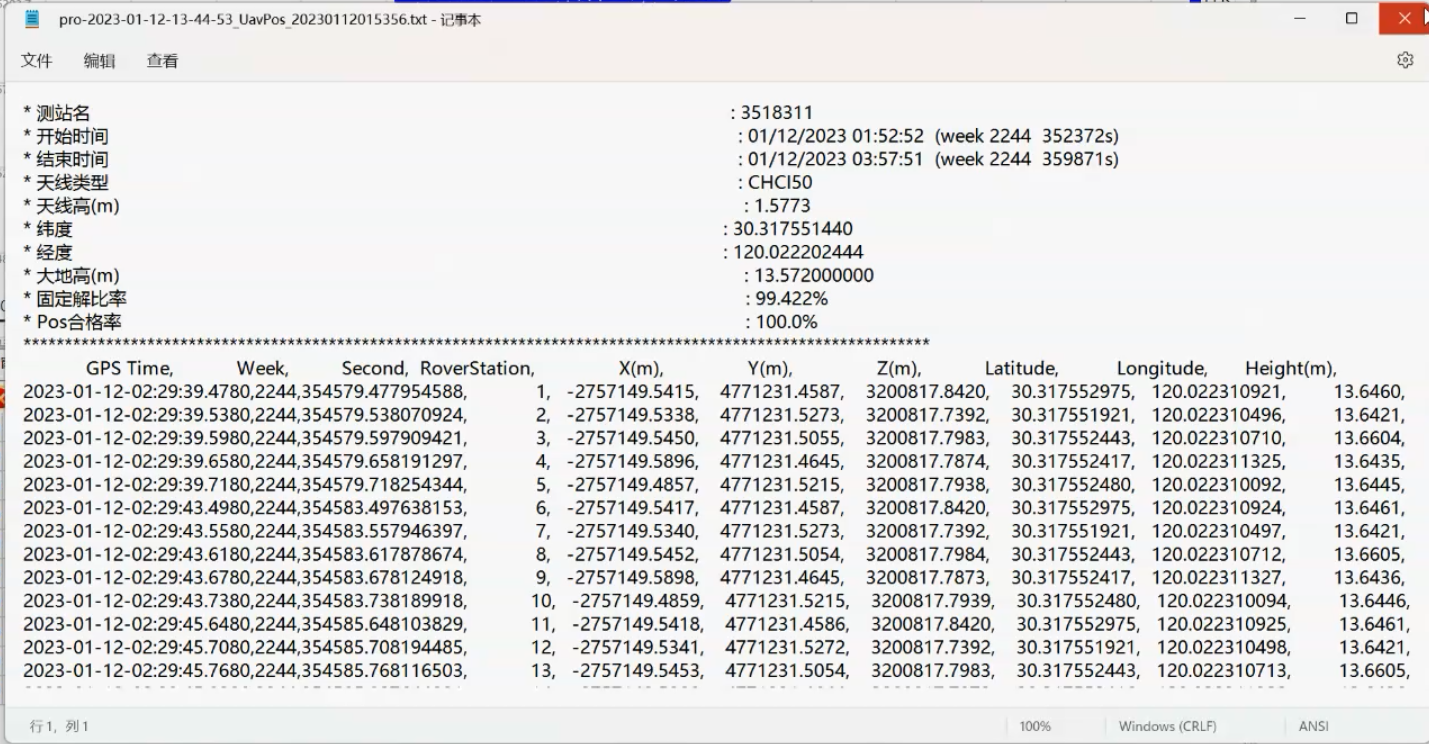 pro-2023-01-12-13-44-53_UavPos_20230112015356.txt - 记事本
文件 编辑 查看
* 测站名 : 3518311
* 开始时间 : 01/12/2023 01:52:52 (week 2244 352372s)
* 结束时间 : 01/12/2023 03:57:51 (week 2244 359871s)
* 天线类型 : CHCI50
* 天线高(m) : 1.5773
* 纬度 : 30.317551440
* 经度 : 120.022202444
* 大地高(m) : 13.572000000
* 固定解比率 : 99.422%
* Pos合格率 : 100.0%
****************************************************************************************************************
GPS Time, Week, Second, RoverStation, X(m), Y(m), Z(m), Latitude, Longitude, Height(m),
2023-01-12-02:29:39.4780,2244,354579.477954588, 1, -2757149.5415, 4771231.4587, 3200817.8420, 30.317552975, 120.022310921, 13.6460,
2023-01-12-02:29:39.5380,2244,354579.538070924, 2, -2757149.5338, 4771231.5273, 3200817.7392, 30.317551921, 120.022310496, 13.6421,
2023-01-12-02:29:39.5980,2244,354579.597909421, 3, -2757149.5450, 4771231.5055, 3200817.7983, 30.317552443, 120.022310710, 13.6604,
2023-01-12-02:29:39.6580,2244,354579.658191297, 4, -2757149.5896, 4771231.4645, 3200817.7874, 30.317552417, 120.022311325, 13.6435,
2023-01-12-02:29:39.7180,2244,354579.718254344, 5, -2757149.4857, 4771231.5215, 3200817.7938, 30.317552480, 120.022310092, 13.6445,
2023-01-12-02:29:43.4980,2244,354583.497638153, 6, -2757149.5417, 4771231.4587, 3200817.8420, 30.317552975, 120.022310924, 13.6461,
2023-01-12-02:29:43.5580,2244,354583.557946397, 7, -2757149.5340, 4771231.5273, 3200817.7392, 30.317551921, 120.022310497, 13.6421,
2023-01-12-02:29:43.6180,2244,354583.617878674, 8, -2757149.5452, 4771231.5054, 3200817.7984, 30.317552443, 120.022310712, 13.6605,
2023-01-12-02:29:43.6780,2244,354583.678124918, 9, -2757149.5898, 4771231.4645, 3200817.7873, 30.317552417, 120.022311327, 13.6436,
2023-01-12-02:29:43.7380,2244,354583.738189918, 10, -2757149.4859, 4771231.5215, 3200817.7939, 30.317552480, 120.022310094, 13.6446,
2023-01-12-02:29:45.6480,2244,354585.648103829, 11, -2757149.5418, 4771231.4586, 3200817.8420, 30.317552975, 120.022310925, 13.6461,
2023-01-12-02:29:45.7080,2244,354585.708194485, 12, -2757149.5341, 4771231.5272, 3200817.7392, 30.317551921, 120.022310498, 13.6421,
2023-01-12-02:29:45.7680,2244,354585.768116503, 13, -2757149.5453, 4771231.5054, 3200817.7983, 30.317552443, 120.022310713, 13.6605,
行 1，列 1 100% Windows (CRLF) ANSI